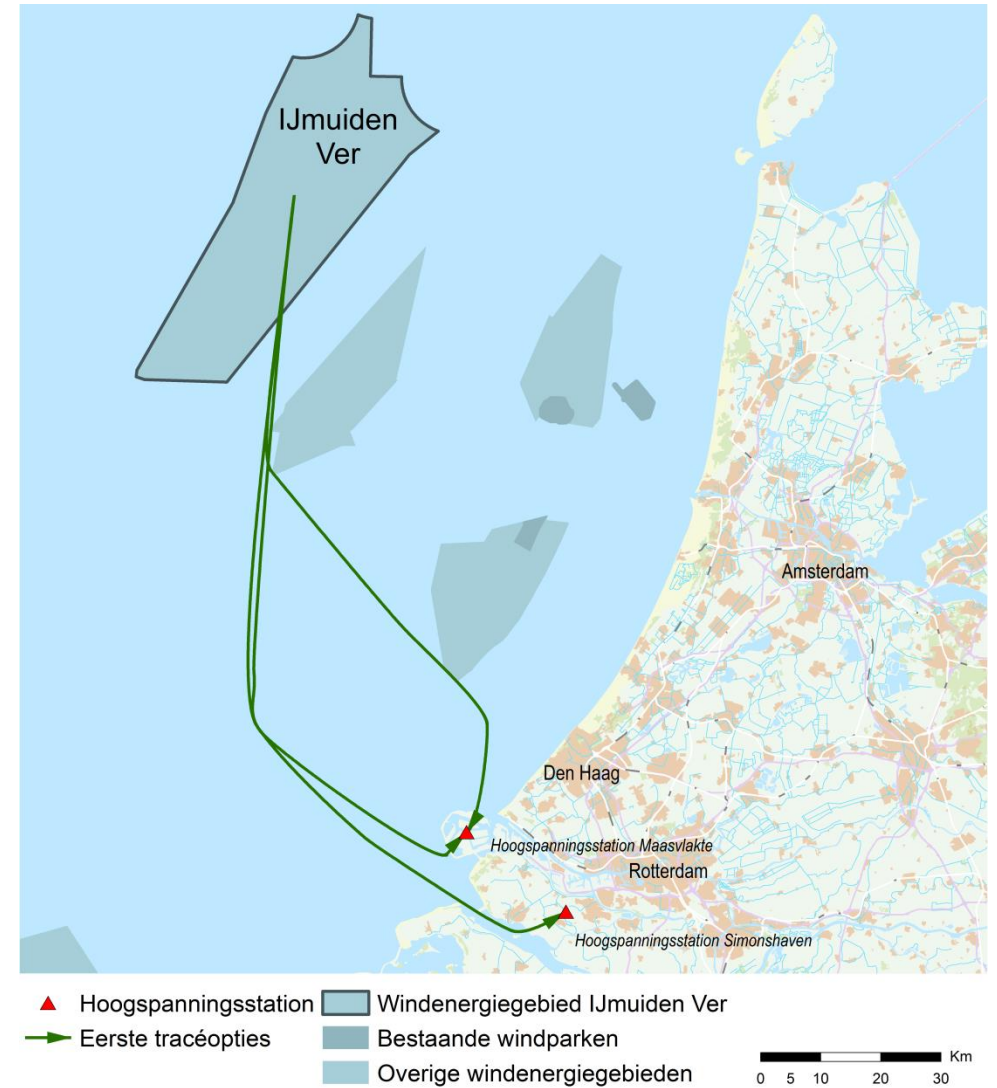 IJmuiden
Ver
Amsterdam
Den Haag
Hoogspanningsstation Maasvlakte
Rotterdam
Hoogspanningsstation Simonshaven
Hoogspanningsstation
Windenergiegebied IJmuiden Ver
Eerste tracéopties
Bestaande windparken
Overige windenergiegebieden
Km
0 5 10 20 30